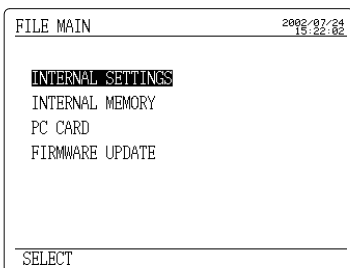 FILE MAIN
2002/07/24
15:22:02
INTERNAL SETTINGS
INTERNAL MEMORY
PC CARD
FIRMWARE UPDATE
SELECT